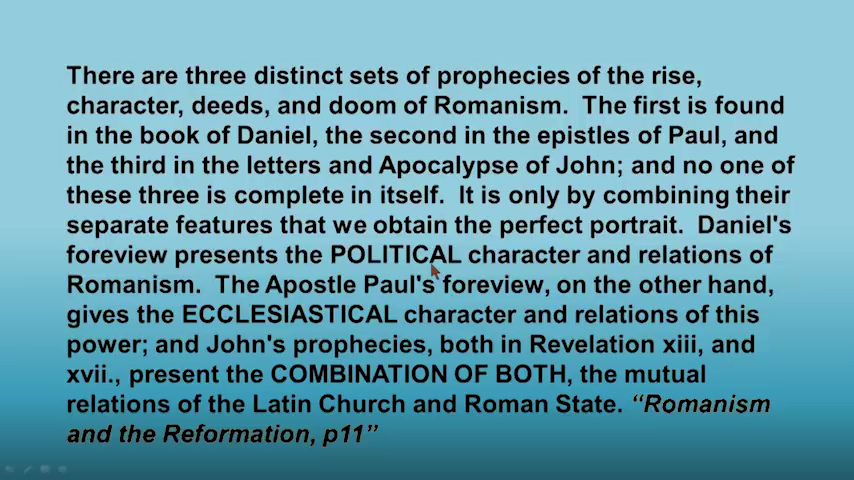 There are three distinct sets of prophecies of the rise,
character, deeds, and doom of Romanism.  The first is found
in the book of Daniel, the second in the epistles of Paul, and
the third in the letters and Apocalypse of John; and no one of
these three is complete in itself.  It is only by combining their
separate features that we obtain the perfect portrait.  Daniel's
foreview presents the POLITICAL character and relations of
Romanism.  The Apostle Paul's foreview, on the other hand,
gives the ECCLESIASTICAL character and relations of this
power; and John's prophecies, both in Revelation xiii, and
xvii., present the COMBINATION OF BOTH, the mutual
relations of the Latin Church and Roman State. “Romanism
and the Reformation, p11”